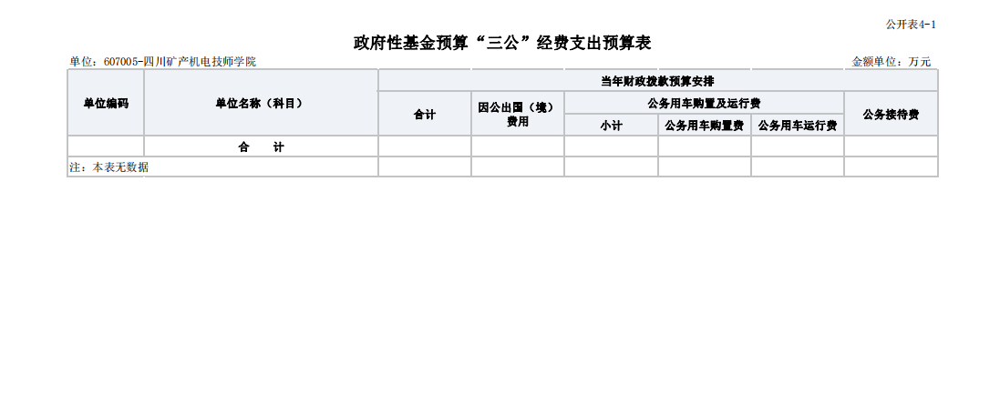 公开表4-1
政府性基金预算“三公”经费支出预算表
单位：607005-四川矿产机电技师学院 金额单位：万元
单位编码 单位名称（科目） 当年财政拨款预算安排
合计 因公出国（境）费用 公务用车购置及运行费 公务接待费
小计 公务用车购置费 公务用车运行费
合 计
注：本表无数据